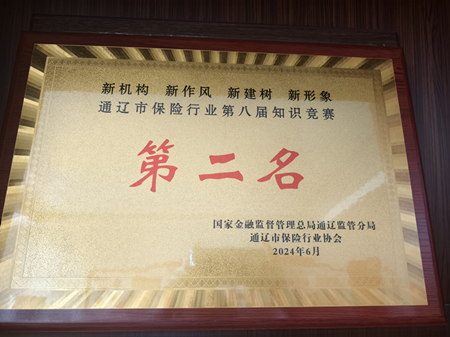 新机构 新作风 新建树 新形象
通辽市保险行业第八届知识竞赛
第二名
国家金融监督管理总局通辽监管分局
通辽市保险行业协会
2024年6月